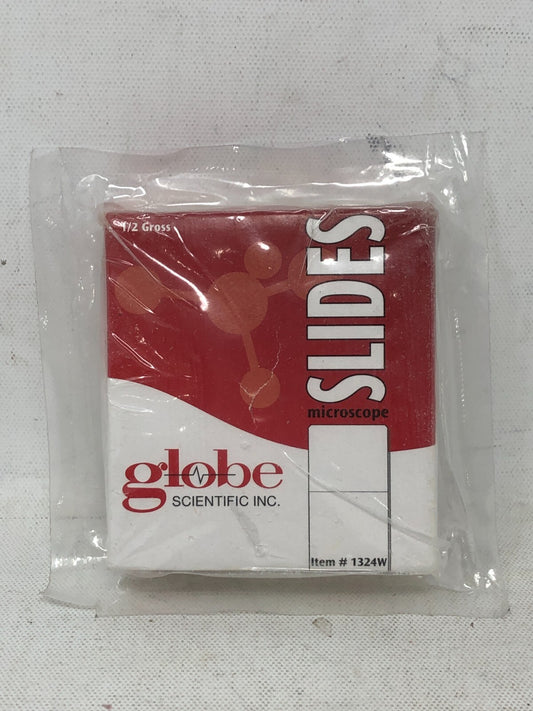 1/2 Gross
SLIDES
microscope
globe
SCIENTIFIC INC.
Item # 1324W